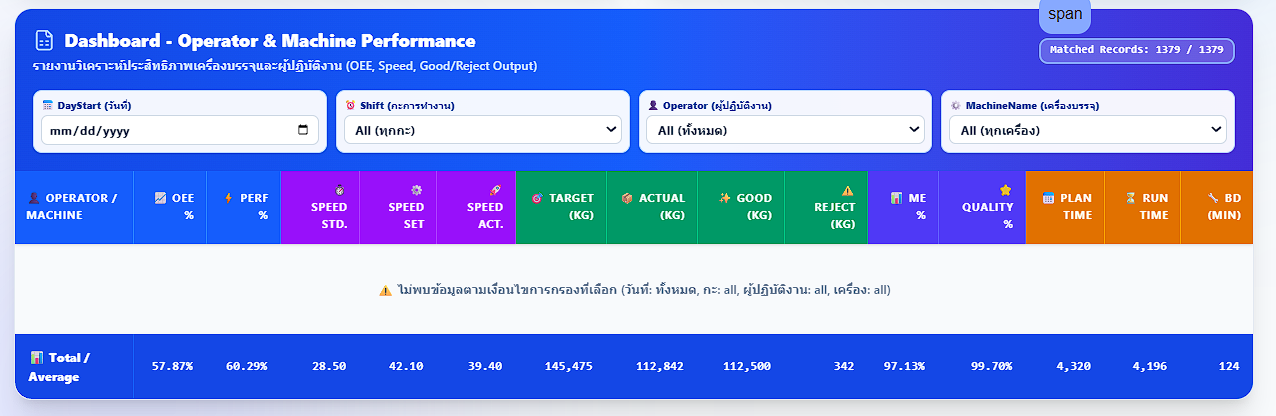 span
Dashboard - Operator & Machine Performance
Matched Records: 1379 / 1379
รายงานวิเคราะห์ประสิทธิภาพเครื่องบรรจุและผู้ปฏิบัติงาน (OEE, Speed, Good/Reject Output)
DayStart (วันที่)
mm/dd/yyyy
Shift (กะการทำงาน)
All (ทุกกะ)
Operator (ผู้ปฏิบัติงาน)
All (ทั้งหมด)
MachineName (เครื่องบรรจุ)
All (ทุกเครื่อง)
OPERATOR /
MACHINE
OEE
%
PERF
%
SPEED
STD.
SPEED
SET
SPEED
ACT.
TARGET
(KG)
ACTUAL
(KG)
GOOD
(KG)
REJECT
(KG)
ME
%
QUALITY
%
PLAN
TIME
RUN
TIME
BD
(MIN)
ไม่พบข้อมูลตามเงื่อนไขการกรองที่เลือก (วันที่: ทั้งหมด, กะ: all, ผู้ปฏิบัติงาน: all, เครื่อง: all)
Total /
Average
57.87%
60.29%
28.50
42.10
39.40
145,475
112,842
112,500
342
97.13%
99.70%
4,320
4,196
124